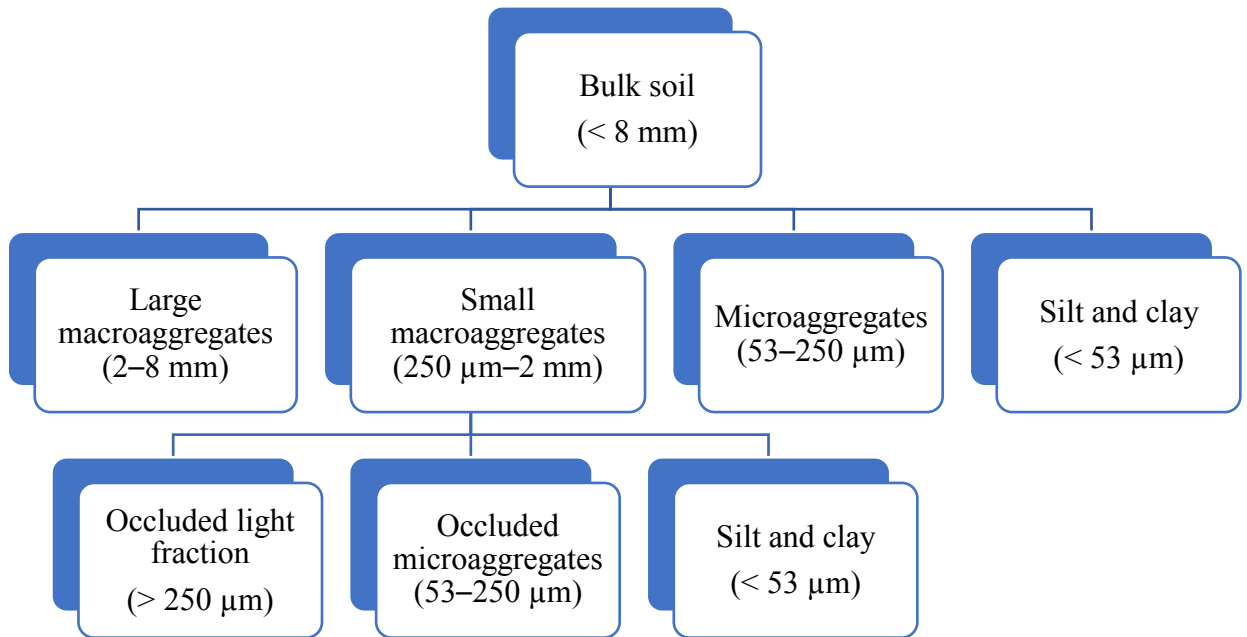 Bulk soil
(< 8 mm)
Large
macroaggregates
(2–8 mm)
Small
macroaggregates
(250 µm–2 mm)
Microaggregates
(53–250 µm)
Silt and clay
(< 53 µm)
Occluded light
fraction
(> 250 µm)
Occluded
microaggregates
(53–250 µm)
Silt and clay
(< 53 µm)